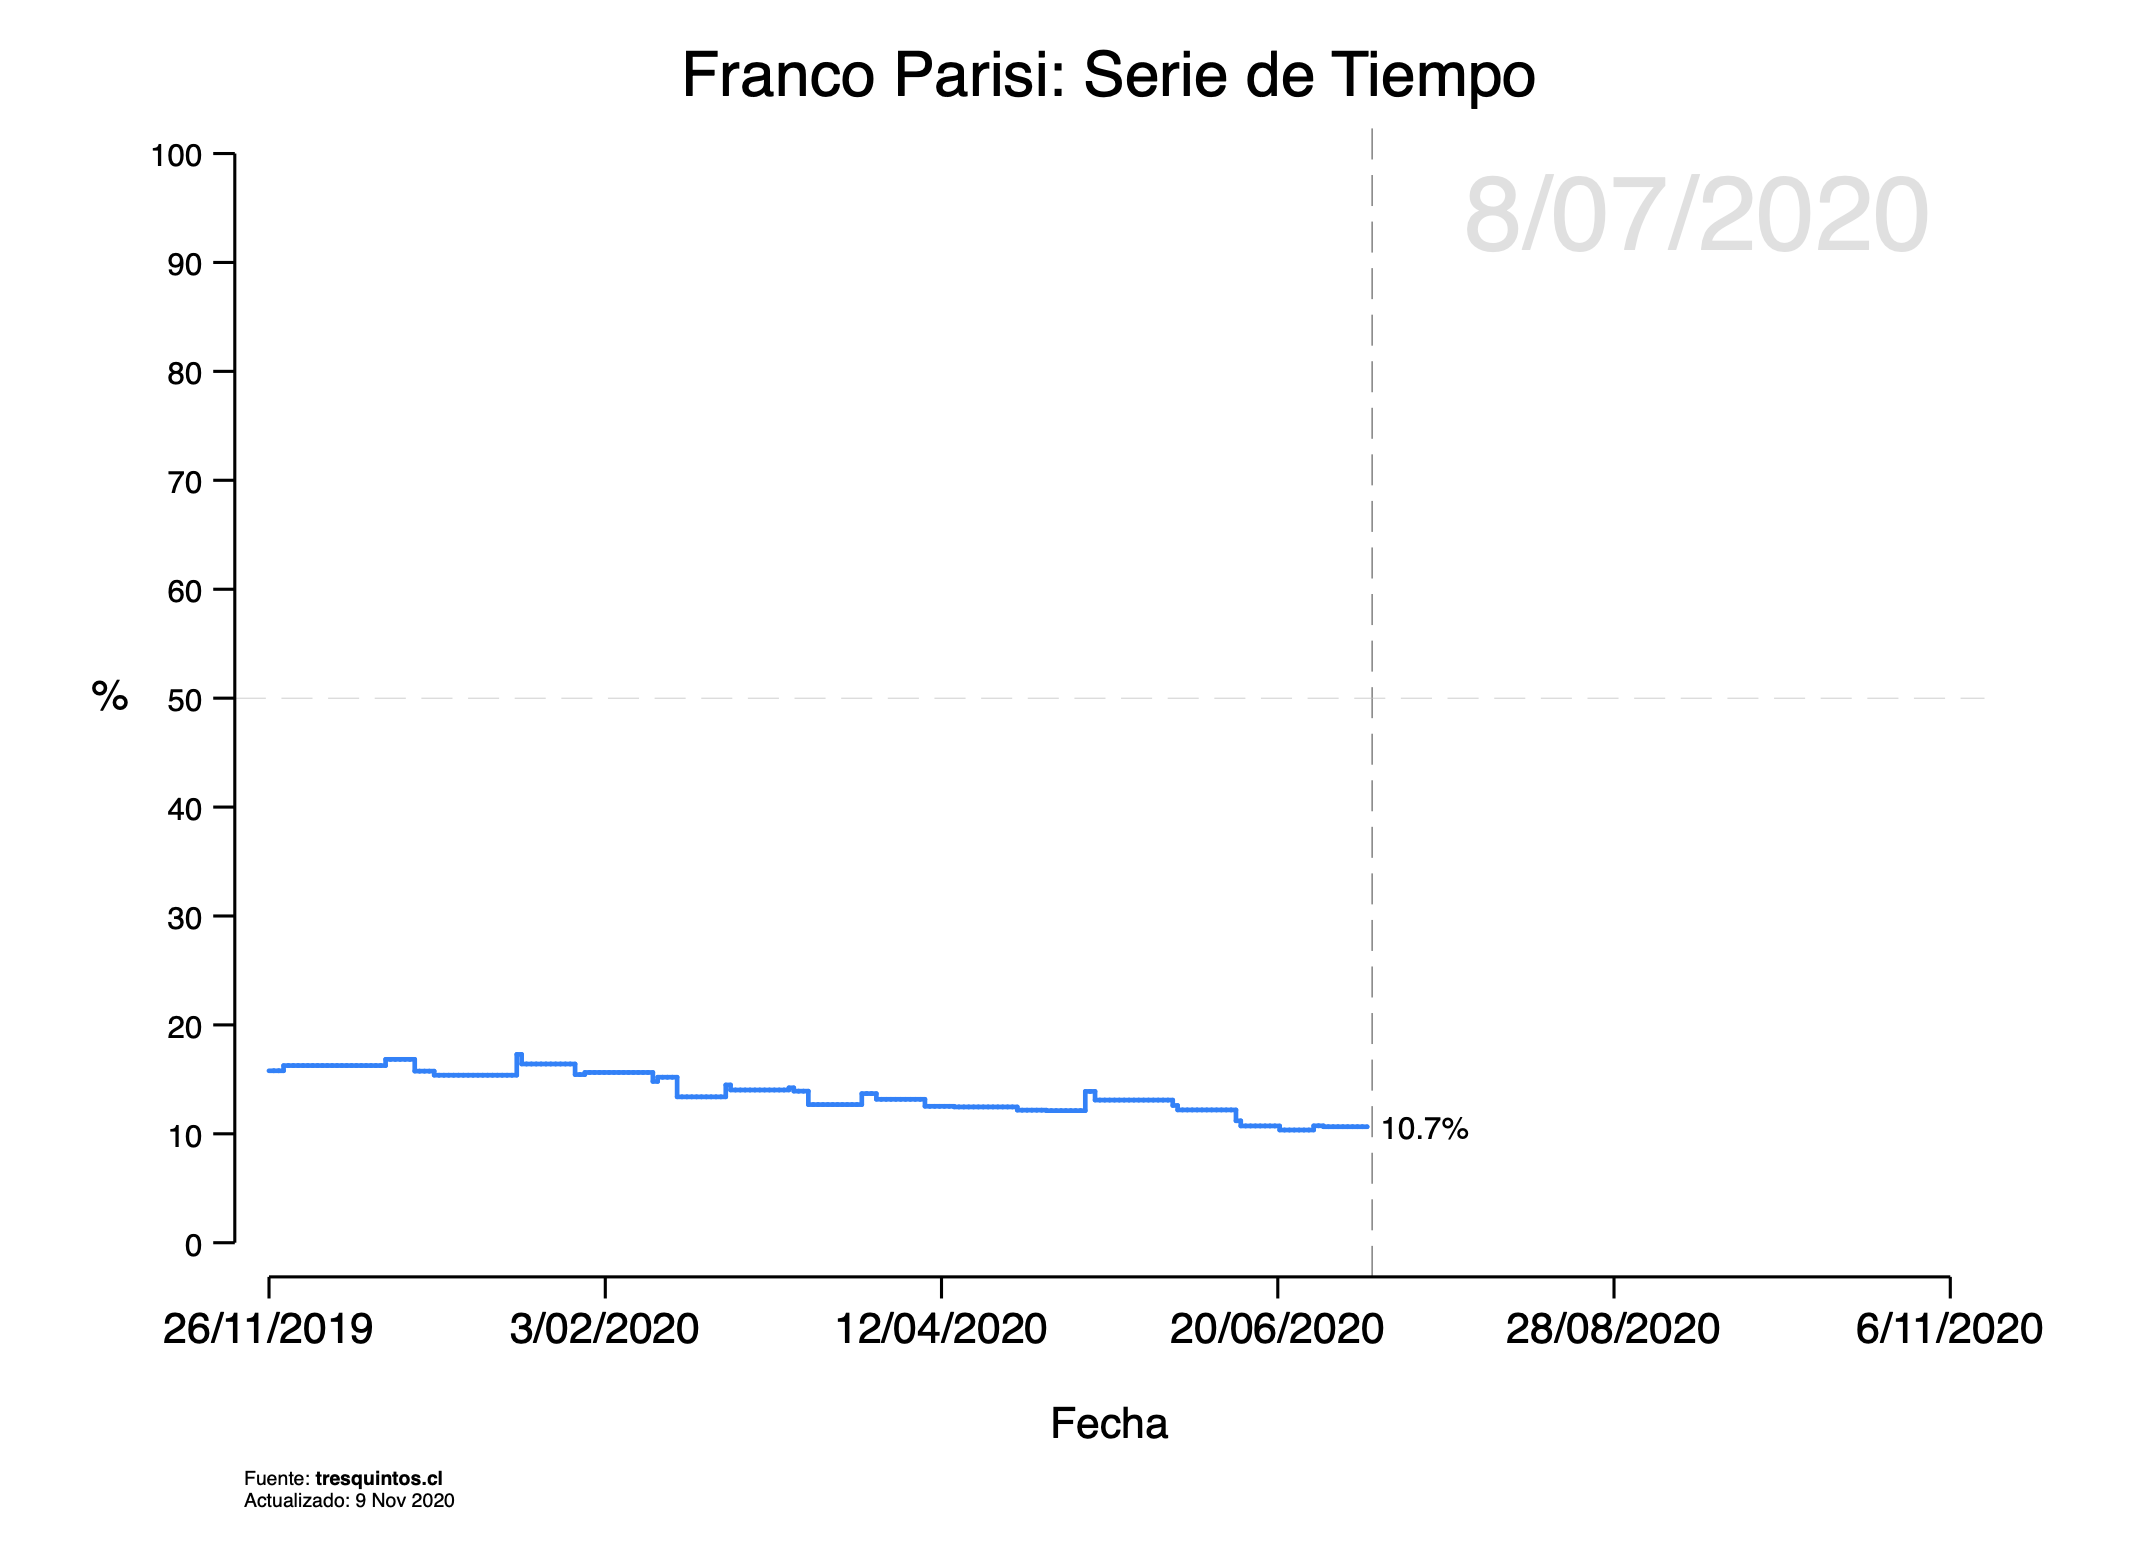 Franco Parisi: Serie de Tiempo
8/07/2020
100
90
80
70
60
50
40
30
20
10
0
%
10.7%
26/11/2019 3/02/2020 12/04/2020 20/06/2020 28/08/2020 6/11/2020
Fecha
Fuente: tresquintos.cl
Actualizado: 9 Nov 2020